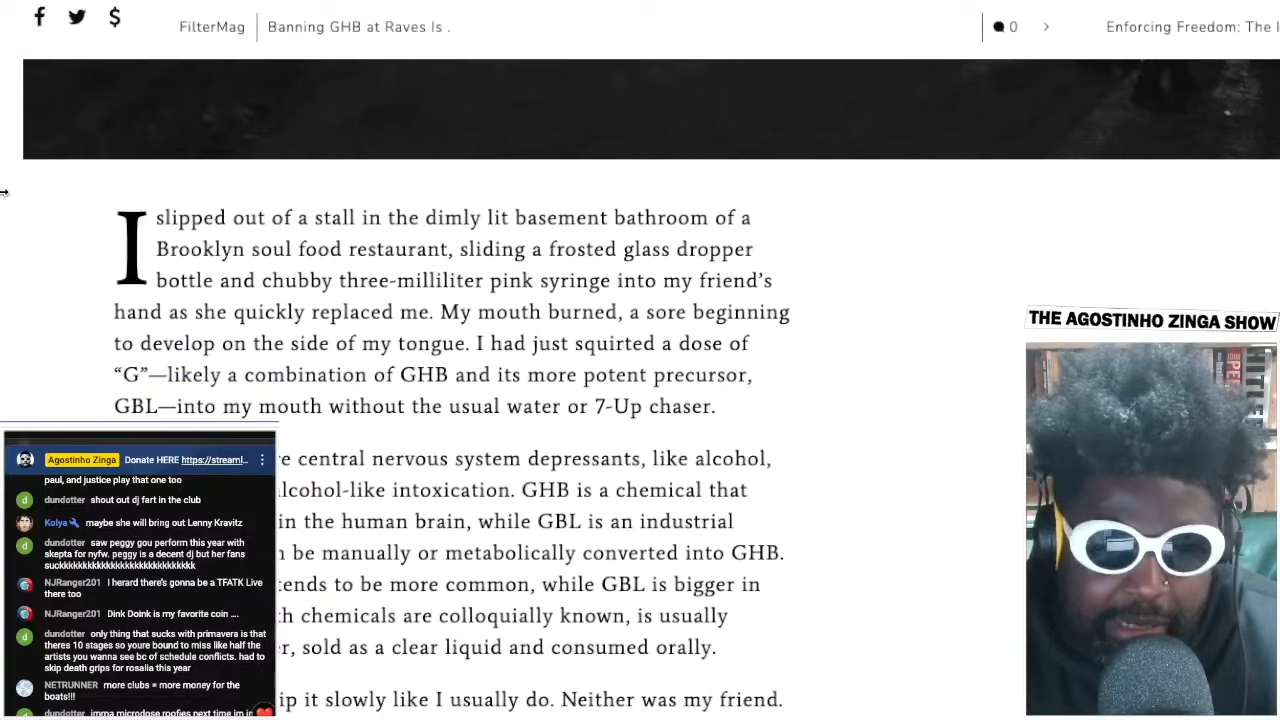 FilterMag
Banning GHB at Raves Is .
0
Enforcing Freedom: The
I slipped out of a stall in the dimly lit basement bathroom of a
Brooklyn soul food restaurant, sliding a frosted glass dropper
bottle and chubby three-milliliter pink syringe into my friend’s
hand as she quickly replaced me. My mouth burned, a sore beginning
to develop on the side of my tongue. I had just squirted a dose of
“G”—likely a combination of GHB and its more potent precursor,
GBL—into my mouth without the usual water or 7-Up chaser.
central nervous system depressants, like alcohol,
lcohol-like intoxication. GHB is a chemical that
in the human brain, while GBL is an industrial
be manually or metabolically converted into GHB.
tends to be more common, while GBL is bigger in
chemicals are colloquially known, is usually
sold as a clear liquid and consumed orally.
ip it slowly like I usually do. Neither was my friend.
Agostinho Zinga Donate HERE https://streaml...
paul, and justice play that one too
dundotter shout out dj fart in the club
Kolya maybe she will bring out Lenny Kravitz
dundotter saw peggy gou perform this year with
skepta for nyfw. peggy is a decent dj but her fans
suckkkkkkkkkkkkkkkkkkkkkkkkkkkkk
NJRanger201 I herard there’s gonna be a TFATK Live
there too
NJRanger201 Dink Doink is my favorite coin ....
dundotter only thing that sucks with primavera is that
theres 10 stages so youre bound to miss like half the
artists you wanna see bc of schedule conflicts. had to
skip death grips for rosalia this year
NETRUNNER more clubs = more money for the
boats!!!
dundotter imma microdose roofies next time im in
THE AGOSTINHO ZINGA SHOW